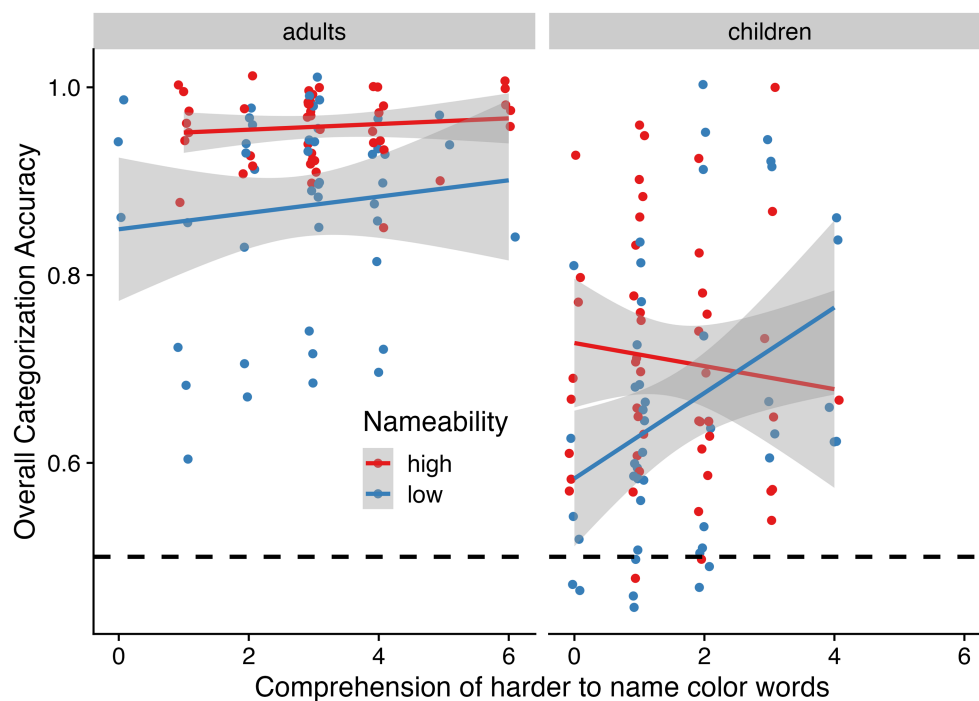 adults
children
Overall Categorization Accuracy
1.0
0.8
0.6
Nameability
high
low
0 2 4 6
0 2 4 6
Comprehension of harder to name color words